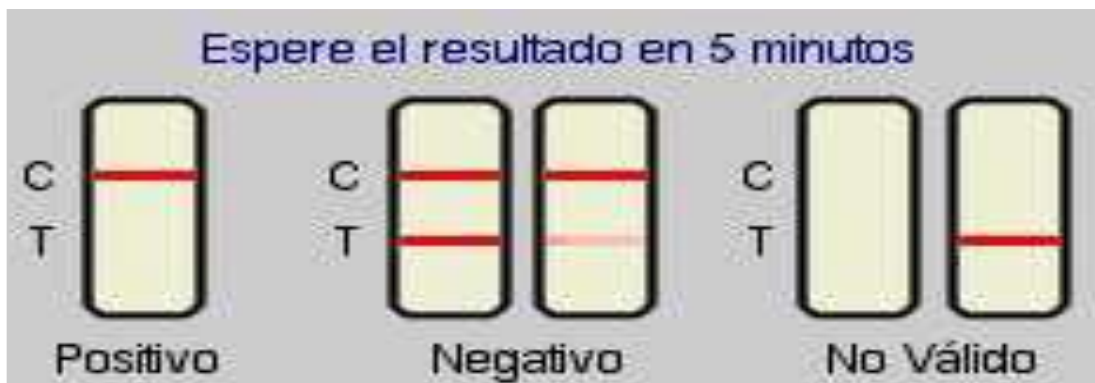 Espere el resultado en 5 minutos
C C C
T T T
Positivo Negativo No Válido